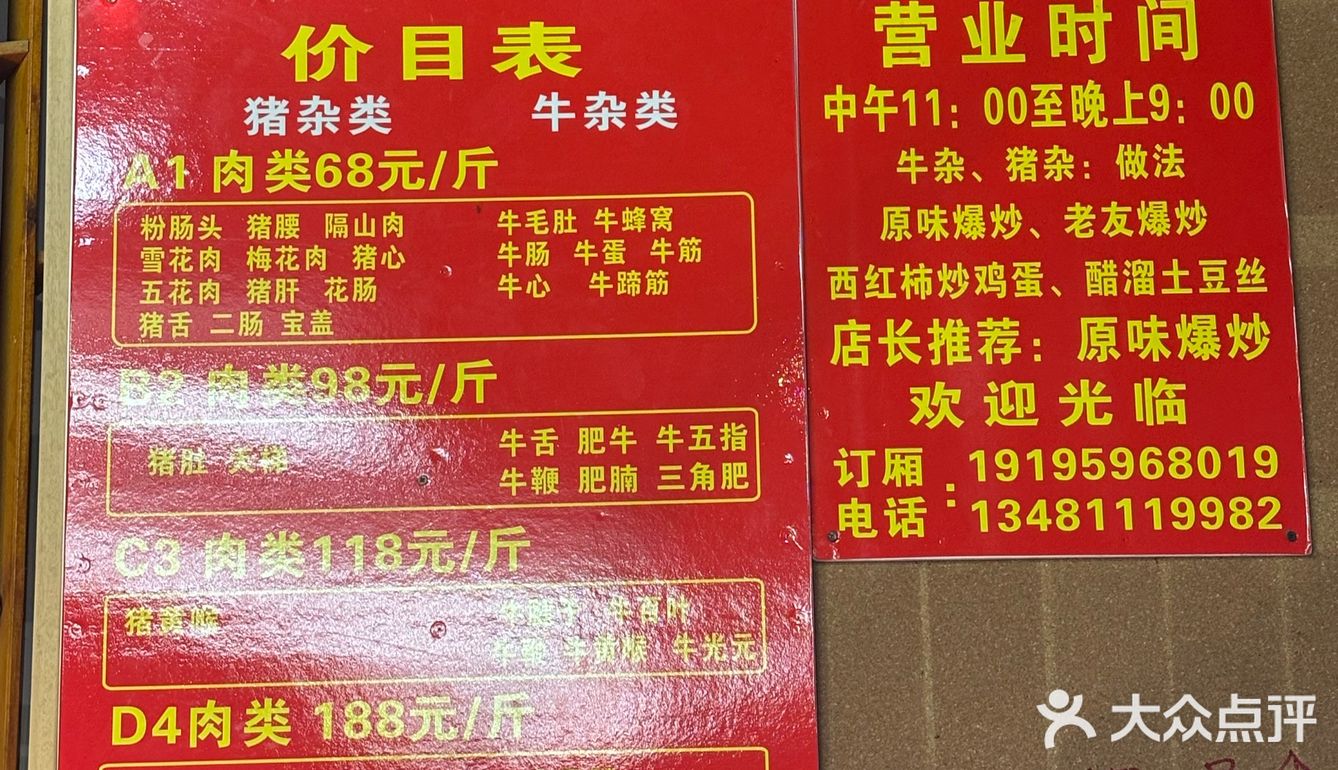 价目表
猪杂类 牛杂类
A1 肉类68元/斤
粉肠头 猪腰 隔山肉
雪花肉 梅花肉 猪心
五花肉 猪肝 花肠
猪舌 二肠 宝盖
牛毛肚 牛蜂窝
牛肠 牛蛋 牛筋
牛心 牛蹄筋
B2 肉类98元/斤
猪肚 天梯
牛舌 肥牛 牛五指
牛鞭 肥腩 三角肥
C3 肉类118元/斤
猪黄喉
牛腱子 牛百叶
牛黄喉 牛光元
D4肉类 188元/斤
营业时间
中午11：00至晚上9：00
牛杂、猪杂：做法
原味爆炒、老友爆炒
西红柿炒鸡蛋、醋溜土豆丝
店长推荐：原味爆炒
欢迎光临
订厢电话：19195968019
13481119982
大众点评